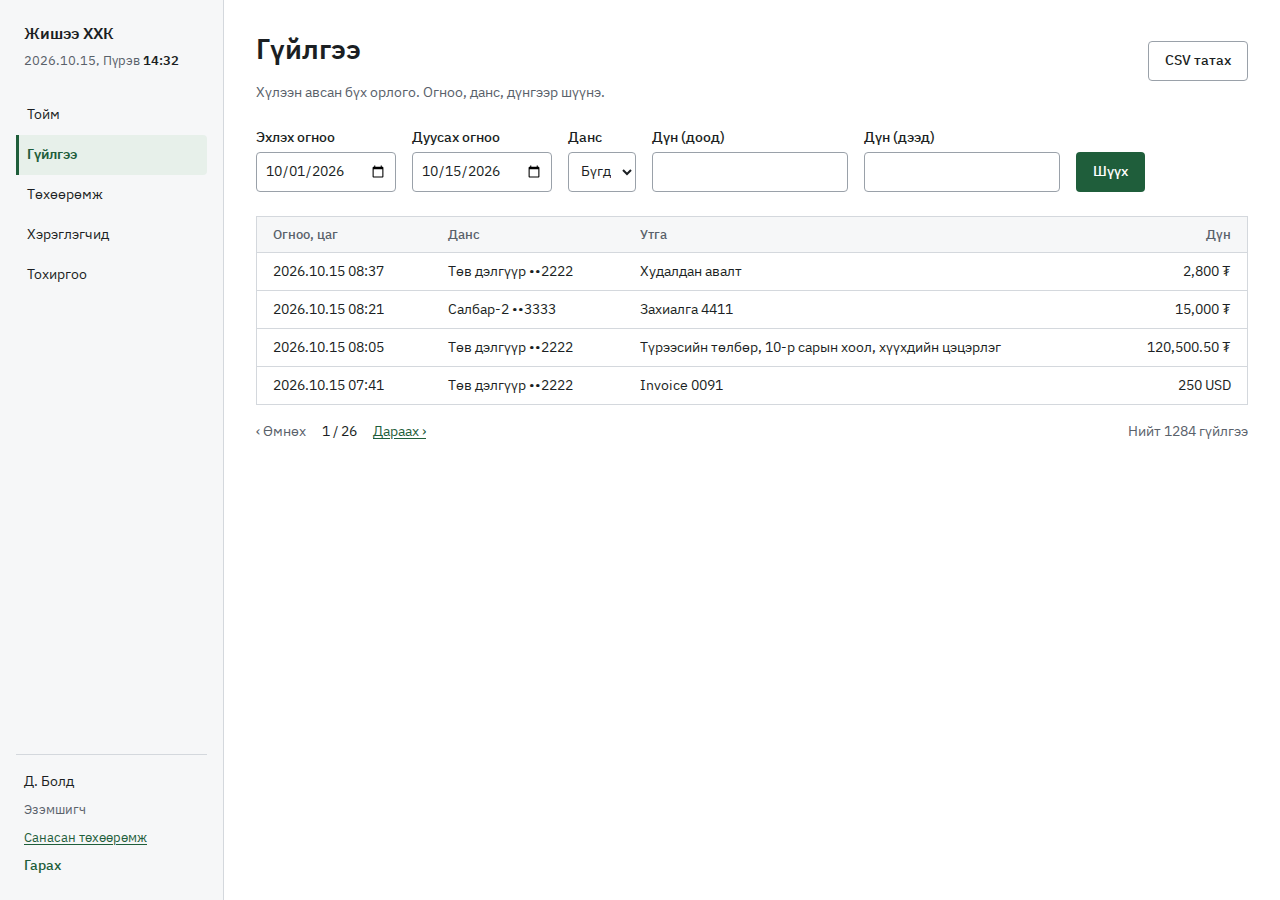 Жишээ ХХК
2026.10.15, Пүрэв 14:32
Тойм
Гүйлгээ
Төхөөрөмж
Хэрэглэгчид
Тохиргоо
Д. Болд
Эзэмшигч
Санасан төхөөрөмж
Гарах
Гүйлгээ
CSV татах
Хүлээн авсан бүх орлого. Огноо, данс, дүнгээр шүүнэ.
Эхлэх огноо Дуусах огноо Данс Дүн (доод) Дүн (дээд)
10/01/2026 10/15/2026 Бүгд Шүүх
Огноо, цаг Данс Утга Дүн
2026.10.15 08:37 Төв дэлгүүр ••2222 Худалдан авалт 2,800 ₮
2026.10.15 08:21 Салбар-2 ••3333 Захиалга 4411 15,000 ₮
2026.10.15 08:05 Төв дэлгүүр ••2222 Түрээсийн төлбөр, 10-р сарын хоол, хүүхдийн цэцэрлэг 120,500.50 ₮
2026.10.15 07:41 Төв дэлгүүр ••2222 Invoice 0091 250 USD
‹ Өмнөх 1 / 26 Дараах › Нийт 1284 гүйлгээ